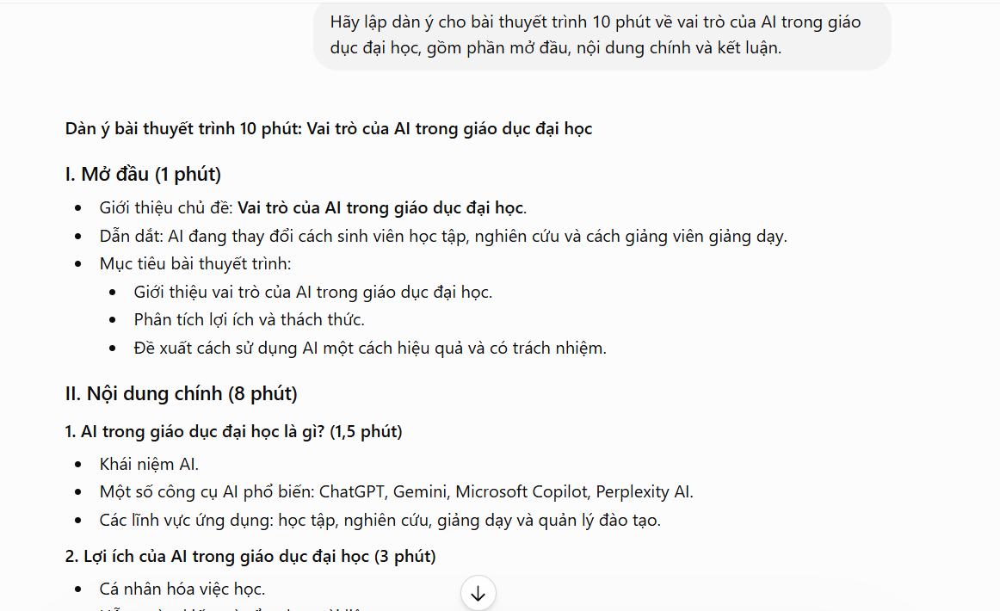 Hãy lập dàn ý cho bài thuyết trình 10 phút về vai trò của AI trong giáo
dục đại học, gồm phần mở đầu, nội dung chính và kết luận.
Dàn ý bài thuyết trình 10 phút: Vai trò của AI trong giáo dục đại học
I. Mở đầu (1 phút)
Giới thiệu chủ đề: Vai trò của AI trong giáo dục đại học.
Dẫn dắt: AI đang thay đổi cách sinh viên học tập, nghiên cứu và cách giảng viên giảng dạy.
Mục tiêu bài thuyết trình:
Giới thiệu vai trò của AI trong giáo dục đại học.
Phân tích lợi ích và thách thức.
Đề xuất cách sử dụng AI một cách hiệu quả và có trách nhiệm.
II. Nội dung chính (8 phút)
1. AI trong giáo dục đại học là gì? (1,5 phút)
Khái niệm AI.
Một số công cụ AI phổ biến: ChatGPT, Gemini, Microsoft Copilot, Perplexity AI.
Các lĩnh vực ứng dụng: học tập, nghiên cứu, giảng dạy và quản lý đào tạo.
2. Lợi ích của AI trong giáo dục đại học (3 phút)
Cá nhân hóa việc học.